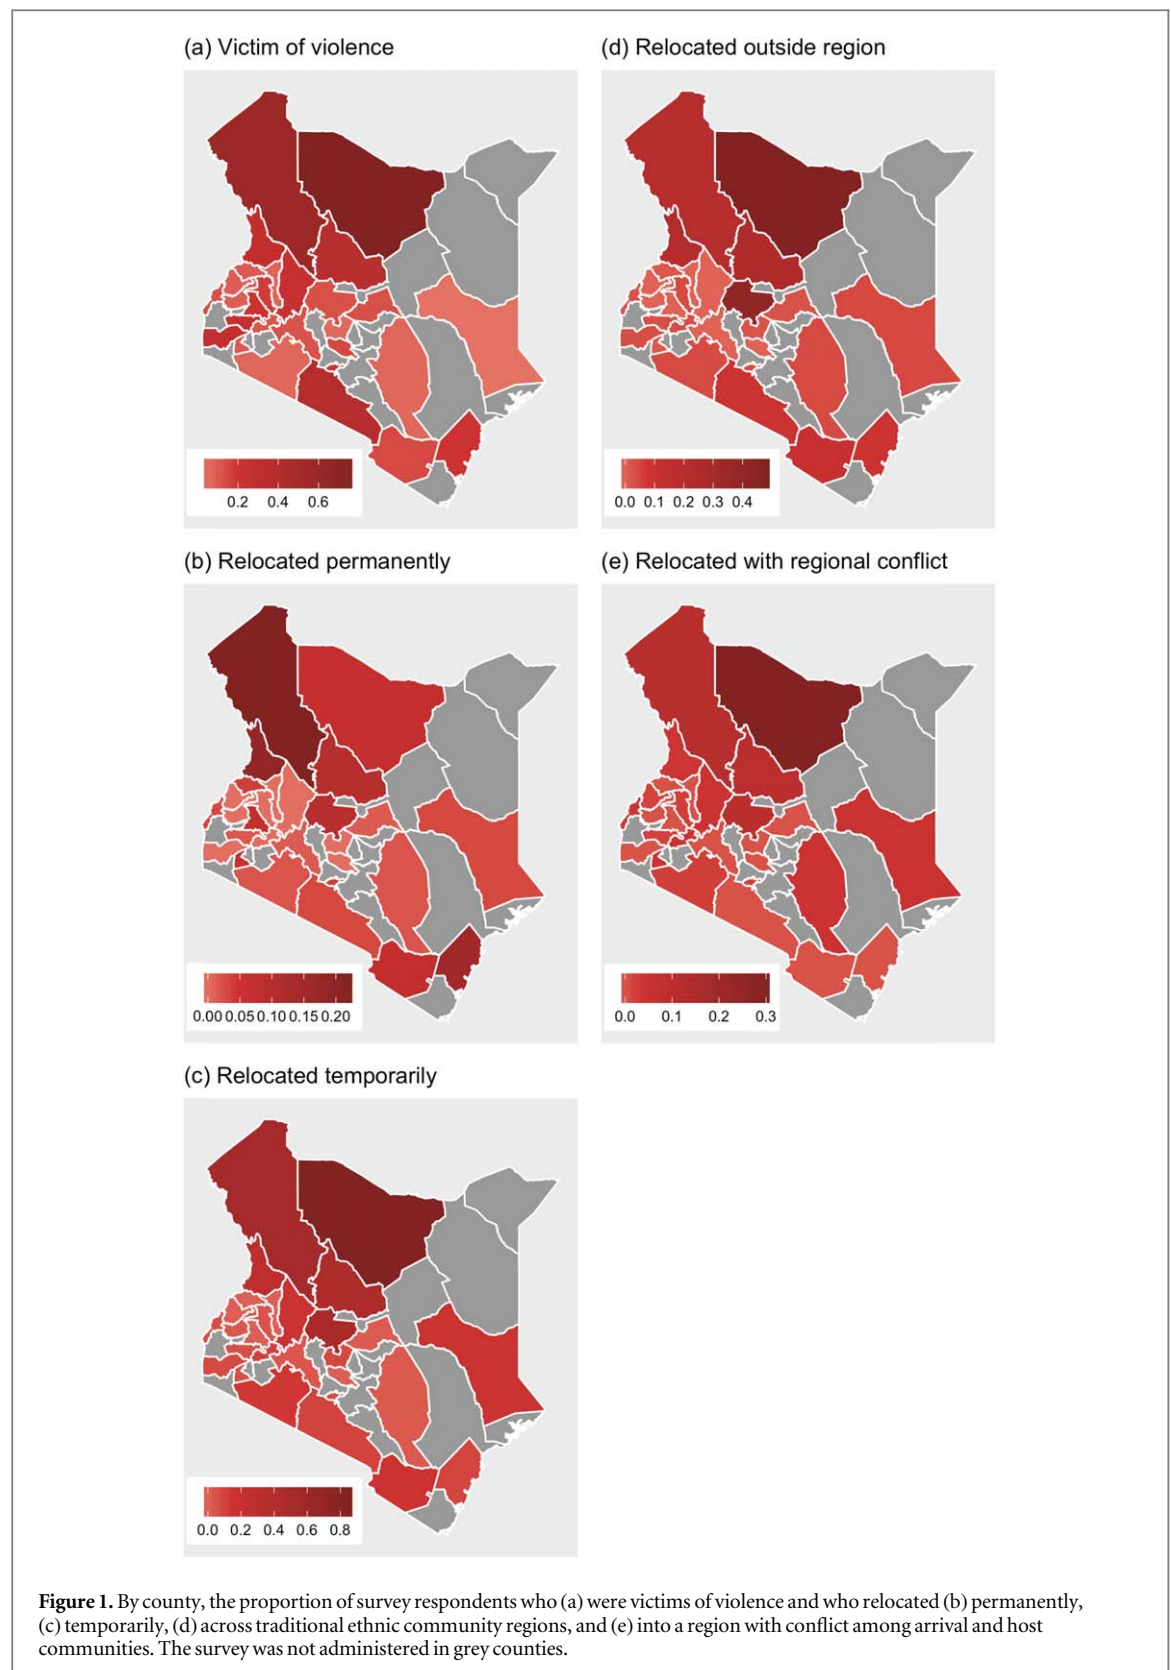 (a) Victim of violence
0.2 0.4 0.6
(d) Relocated outside region
0.0 0.1 0.2 0.3 0.4
(b) Relocated permanently
0.00 0.05 0.10 0.15 0.20
(e) Relocated with regional conflict
0.0 0.1 0.2 0.3
(c) Relocated temporarily
0.0 0.2 0.4 0.6 0.8
Figure 1. By county, the proportion of survey respondents who (a) were victims of violence and who relocated (b) permanently,
(c) temporarily, (d) across traditional ethnic community regions, and (e) into a region with conflict among arrival and host
communities. The survey was not administered in grey counties.